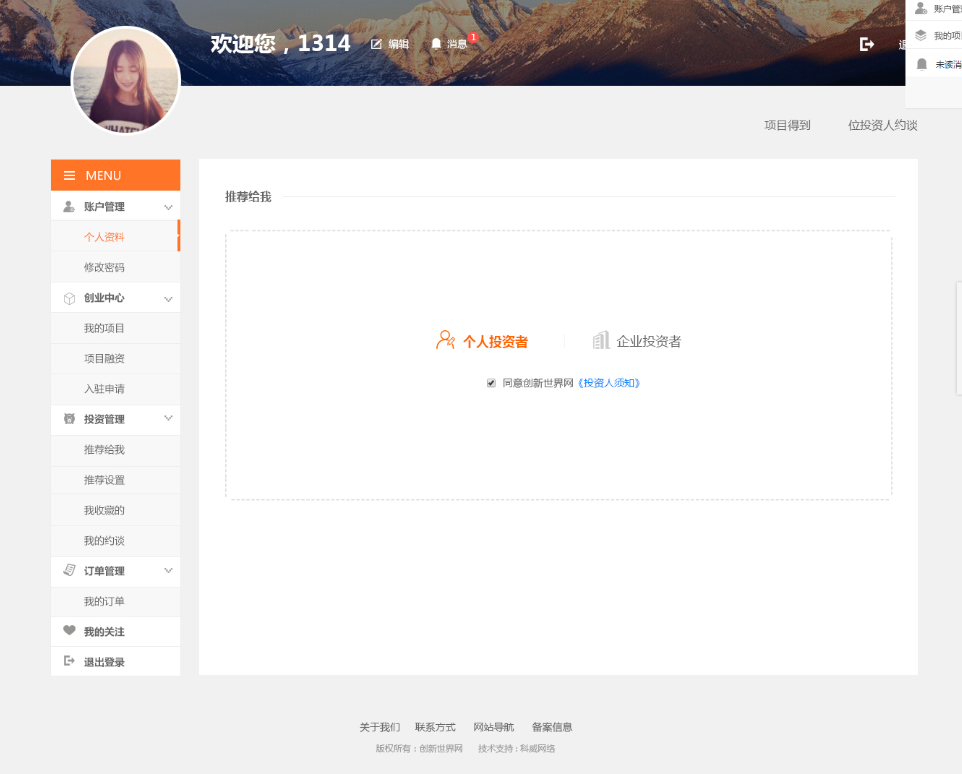 欢迎您，1314 编辑 消息 1
账户管
我的项
未读消
项目得到 位投资人约谈
MENU
账户管理
个人资料
修改密码
创业中心
我的项目
项目融资
入驻申请
投资管理
推荐给我
推荐设置
我收藏的
我的约谈
订单管理
我的订单
我的关注
退出登录
推荐给我
个人投资者 企业投资者
同意创新世界网《投资人须知》
关于我们 联系方式 网站导航 备案信息
版权所有：创新世界网 技术支持：科威网络